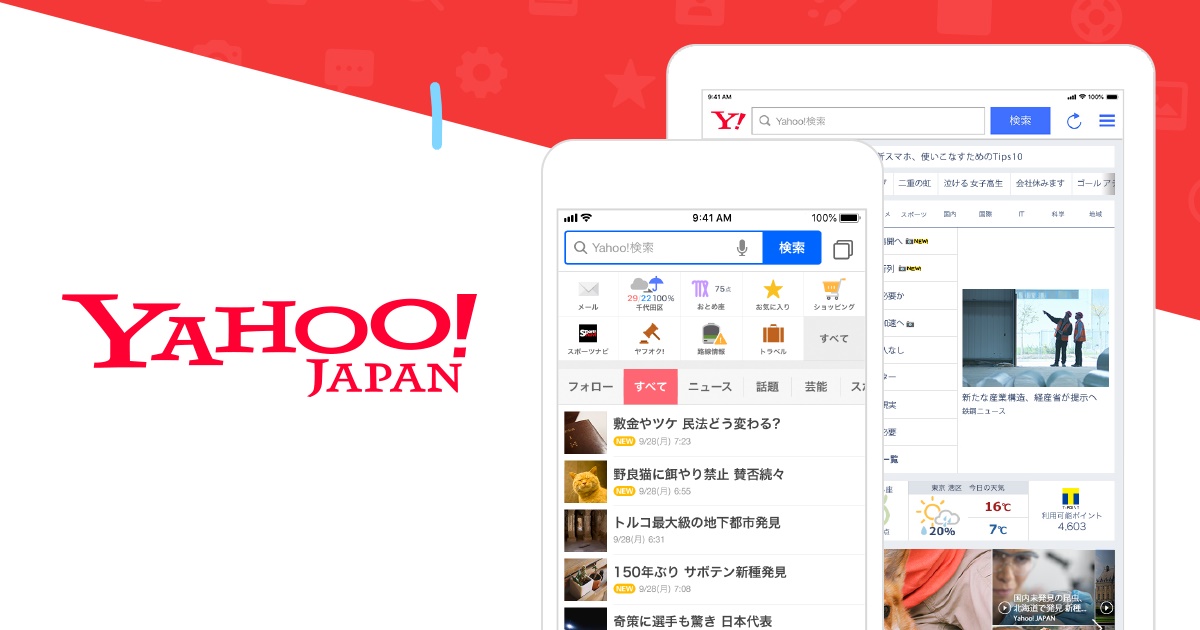 YAHOO!
JAPAN
9:41 AM
100%
Y!
Yahoo!検索
検索
新スマホ、使いこなすためのTips10
二重の虹
泣ける 女子高生
会社休みます
ゴール
スポーツ
国内
国際
IT
科学
地域
開へ
NEW!
列
NEW!
必要か
加速へ
人なし
現実
必要
一覧
新たな産業構造、経産省が提示へ
鉄鋼ニュース
東京 港区 今日の天気
16℃
20%
7℃
T
利用可能ポイント
4,603
国内未発見の昆虫、
北海道で発見 新種...
Yahoo! JAPAN
9:41 AM
100%
Yahoo!検索
検索
メール
29/22 100%
千代田区
75点
おとめ座
お気に入り
ショッピング
スポーツナビ
ヤフオク!
路線情報
トラベル
すべて
フォロー
すべて
ニュース
話題
芸能
敷金やツケ 民法どう変わる?
NEW 9/28(月) 7:23
野良猫に餌やり禁止 賛否続々
NEW 9/28(月) 6:55
トルコ最大級の地下都市発見
9/28(月) 6:31
150年ぶり サボテン新種発見
NEW 9/28(月) 7:08
奇策に選手も驚き 日本代表